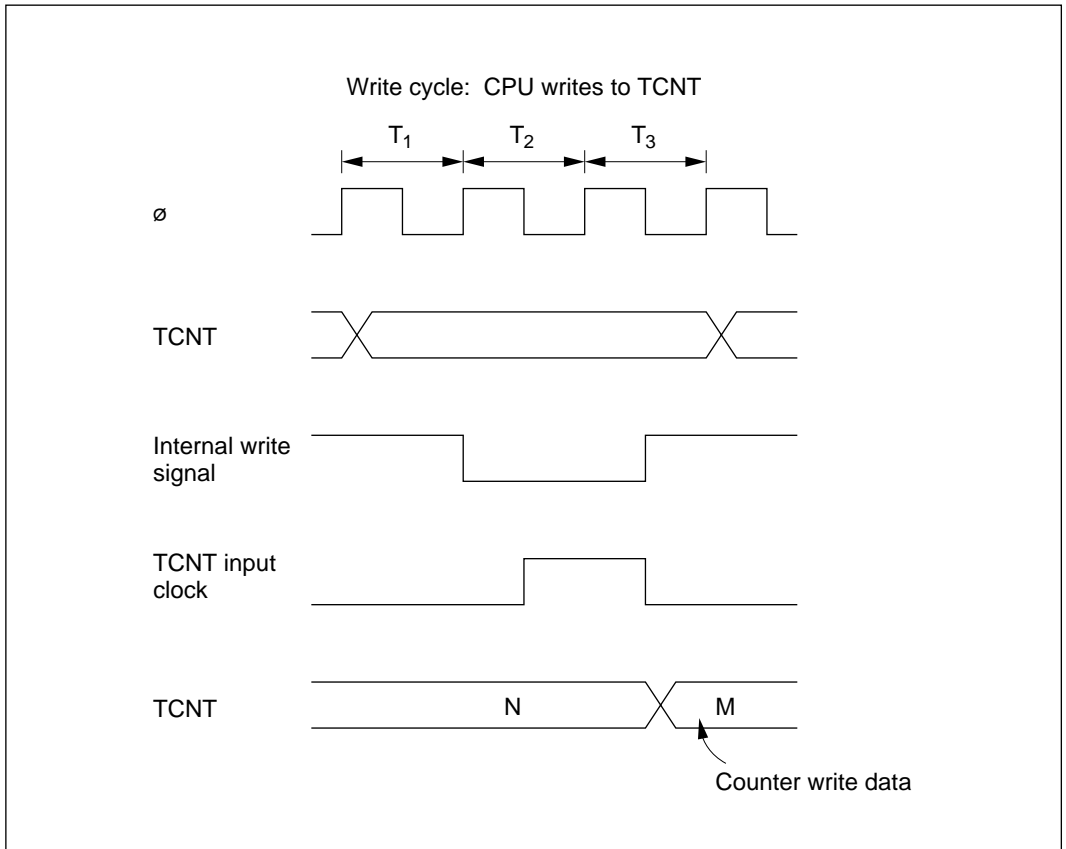 Write cycle: CPU writes to TCNT
T1 T2 T3
ø
TCNT
Internal write
signal
TCNT input
clock
TCNT N M
Counter write data